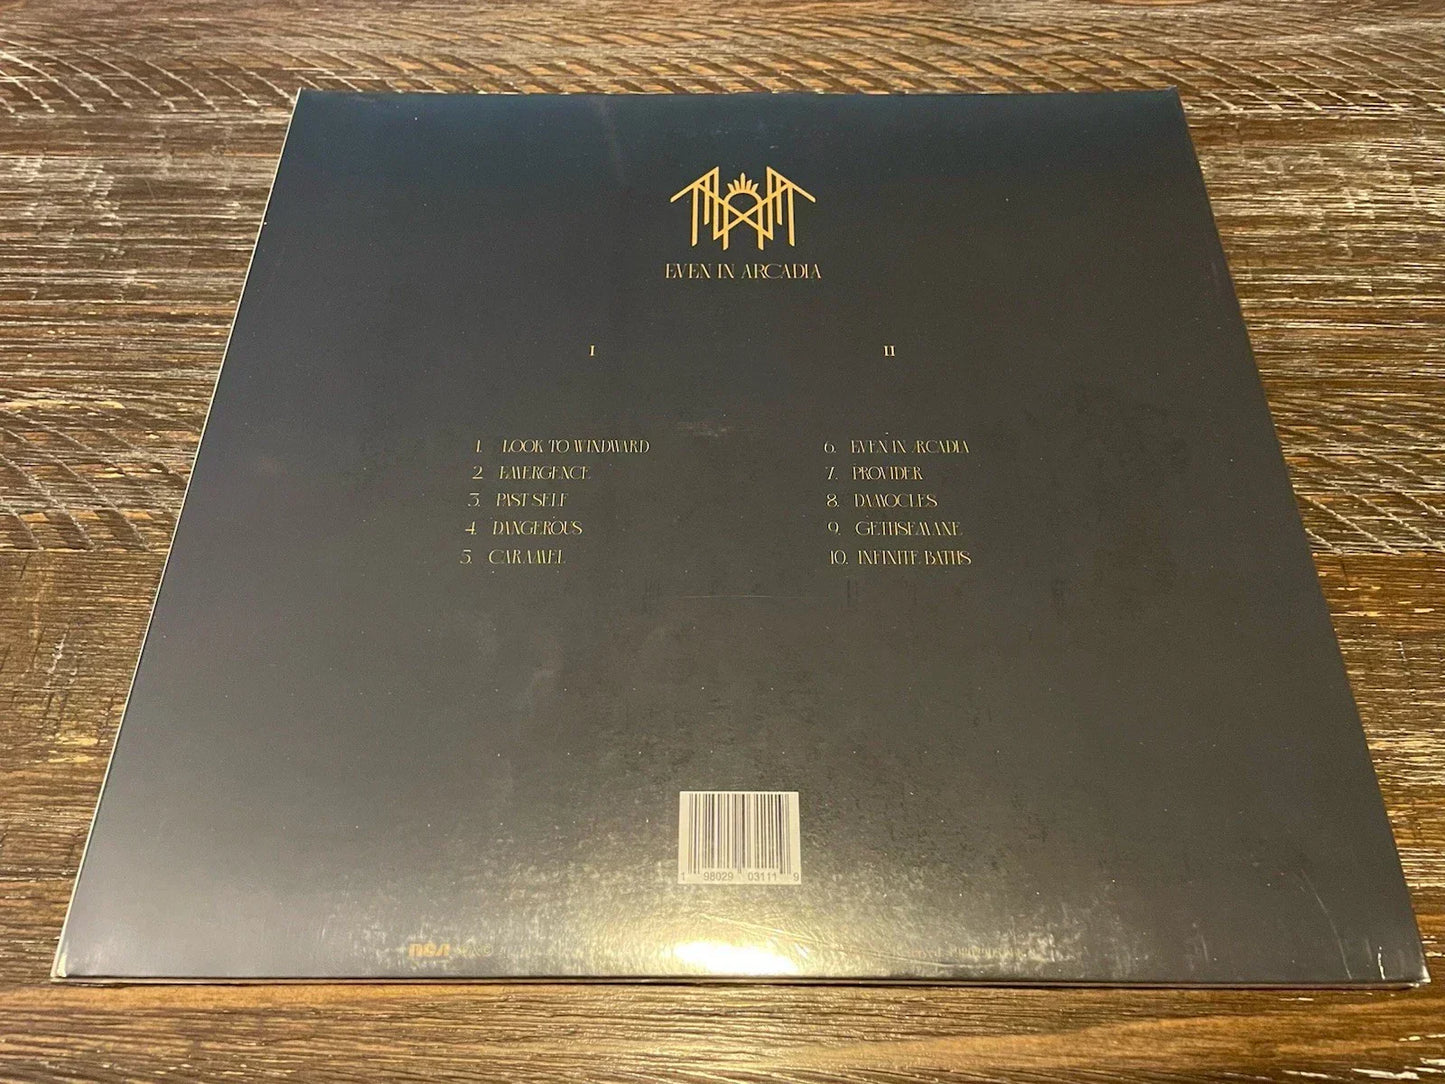 EVEN IN ARCADIA
I
II
1. LOOK TO WINDWARD
2. EMERGENCE
3. PAST SELF
4. DANGEROUS
5. CARAMEL
6. EVEN IN ARCADIA
7. PROVIDER
8. DAMOCLES
9. GETHSEMANE
10. INFINITE BATHS
1 98029 03111 9
RCA